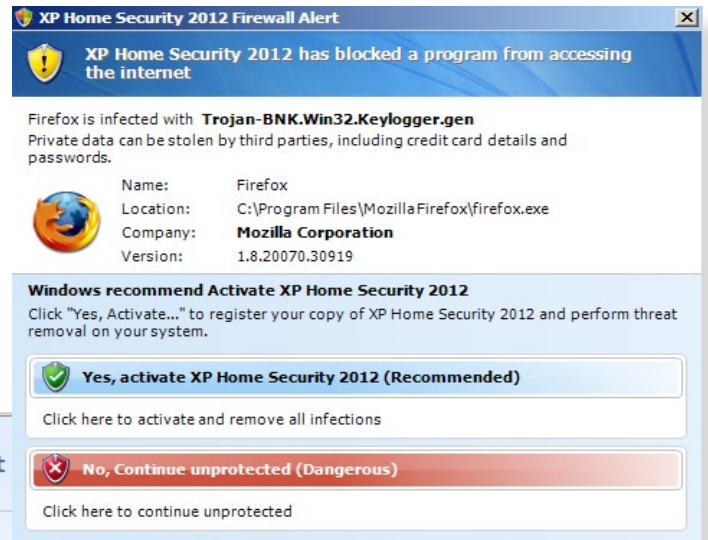 XP Home Security 2012 Firewall Alert
XP Home Security 2012 has blocked a program from accessing
the internet
Firefox is infected with Trojan-BNK.Win32.Keylogger.gen
Private data can be stolen by third parties, including credit card details and
passwords.
Name: Firefox
Location: C:\Program Files\Mozilla Firefox\firefox.exe
Company: Mozilla Corporation
Version: 1.8.20070.30919
Windows recommend Activate XP Home Security 2012
Click "Yes, Activate..." to register your copy of XP Home Security 2012 and perform threat
removal on your system.
Yes, activate XP Home Security 2012 (Recommended)
Click here to activate and remove all infections
t
No, Continue unprotected (Dangerous)
Click here to continue unprotected